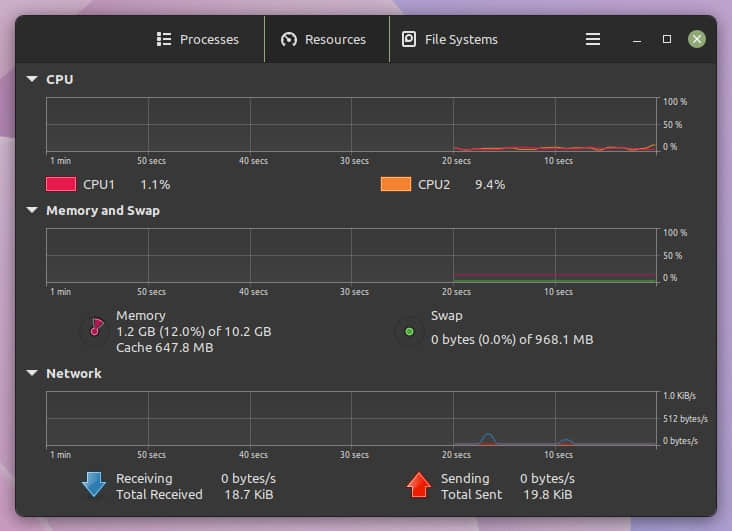 Processes Resources File Systems
CPU
100 %
50 %
0 %
1 min 50 secs 40 secs 30 secs 20 secs 10 secs
CPU1 1.1% CPU2 9.4%
Memory and Swap
100 %
50 %
0 %
1 min 50 secs 40 secs 30 secs 20 secs 10 secs
Memory Swap
1.2 GB (12.0%) of 10.2 GB 0 bytes (0.0%) of 968.1 MB
Cache 647.8 MB
Network
1.0 KiB/s
512 bytes/s
0 bytes/s
1 min 50 secs 40 secs 30 secs 20 secs 10 secs
Receiving 0 bytes/s Sending 0 bytes/s
Total Received 18.7 KiB Total Sent 19.8 KiB